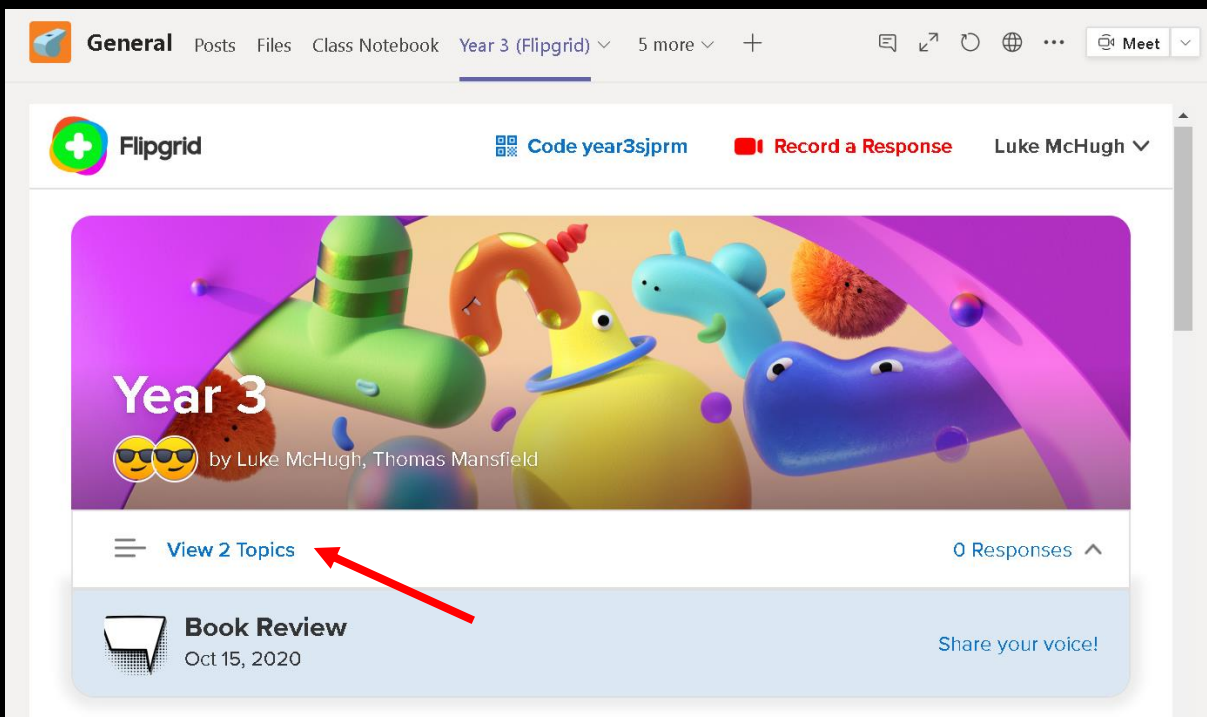 General Posts Files Class Notebook Year 3 (Flipgrid) 5 more Meet
Flipgrid Code year3sjprm Record a Response Luke McHugh
Year 3
by Luke McHugh, Thomas Mansfield
View 2 Topics 0 Responses
Book Review
Oct 15, 2020
Share your voice!